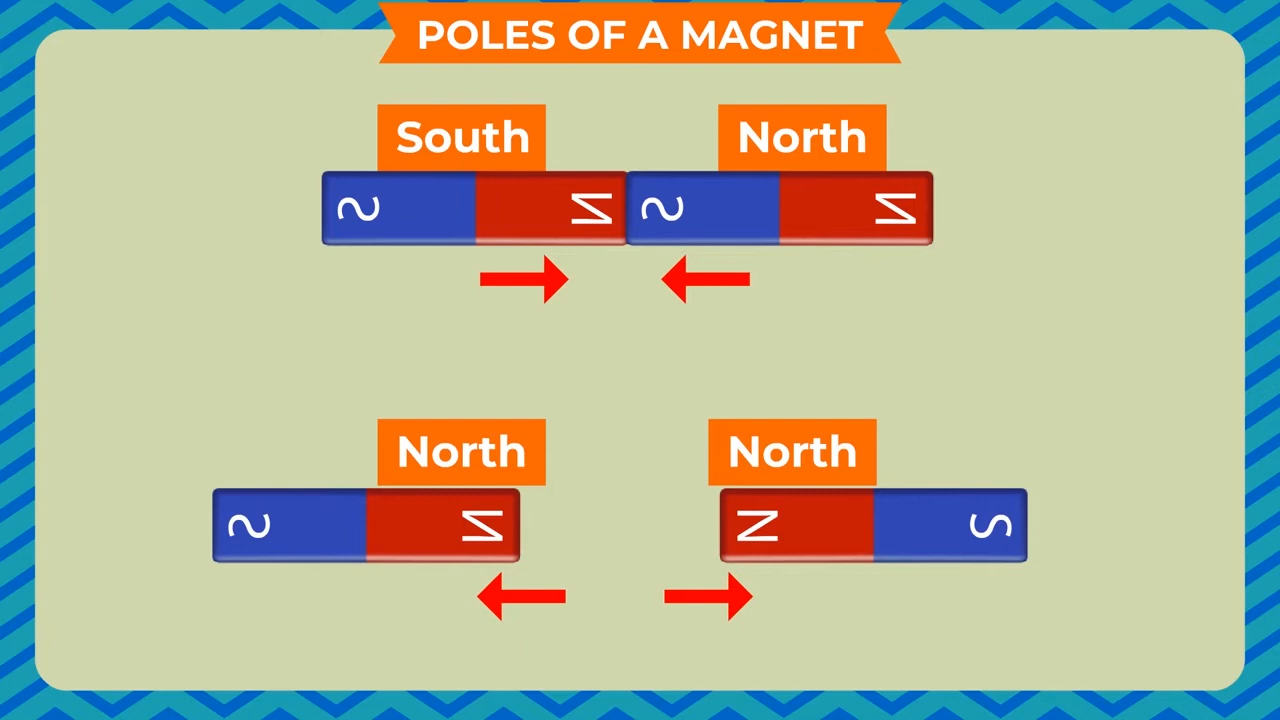 POLES OF A MAGNET
South North
S N S N
North North
S N N S